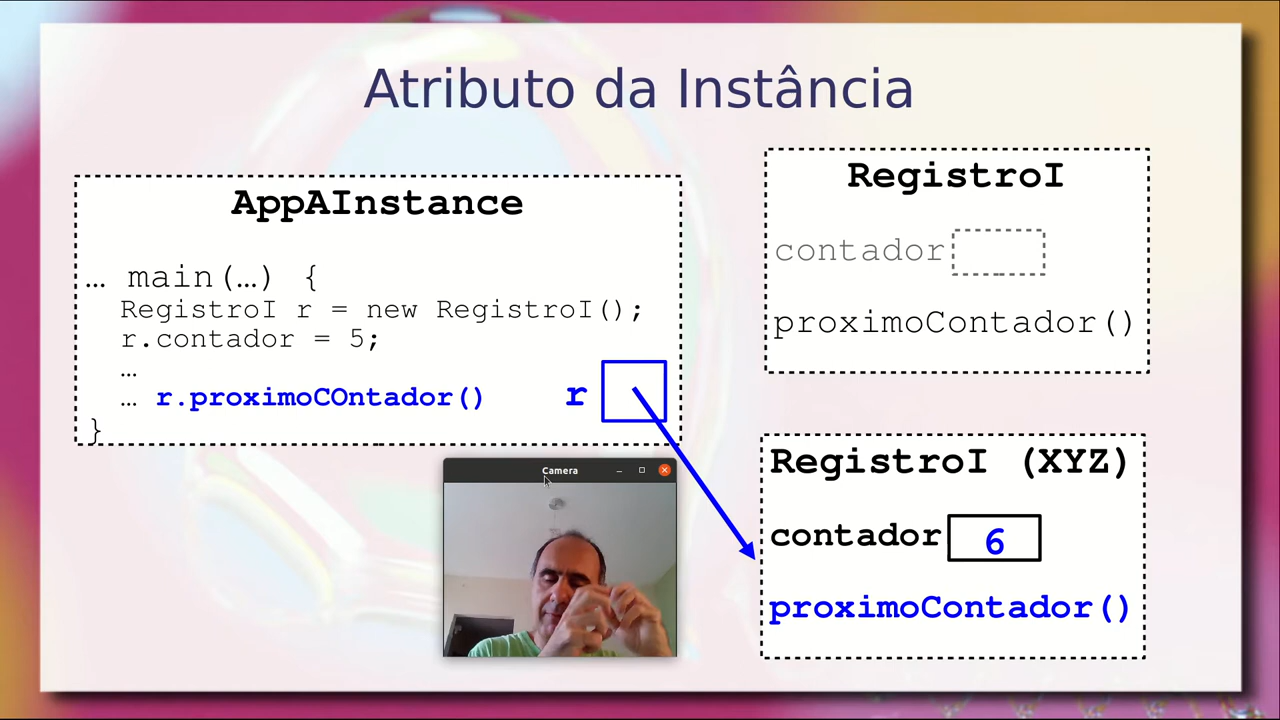 Atributo da Instância
AppAInstance
… main(…) {
RegistroI r = new RegistroI();
r.contador = 5;
…
… r.proximoCOntador()
}
r
RegistroI
contador
proximoContador()
RegistroI (XYZ)
contador 6
proximoContador()
Camera